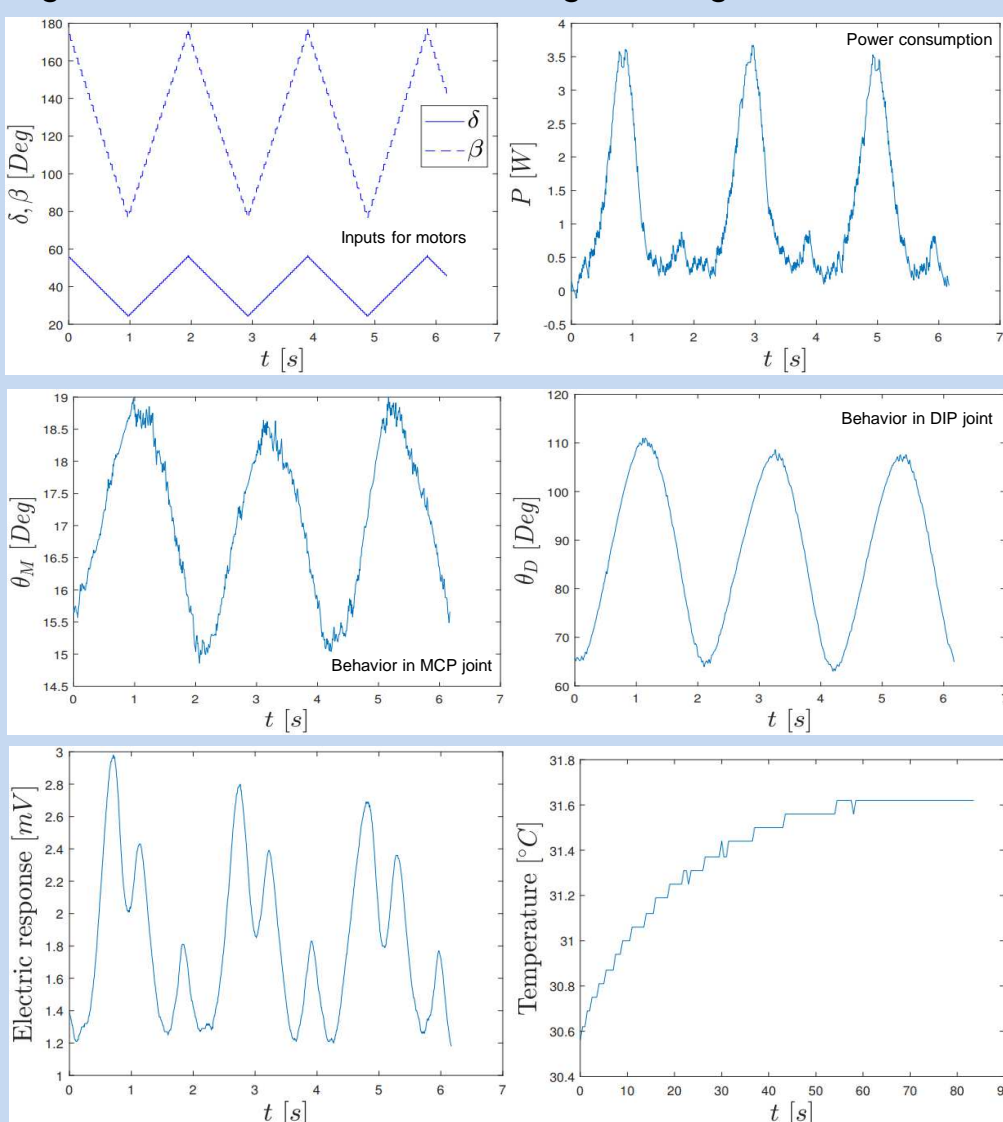 180
160
140
120
100
80
60
40
20
δ, β [Deg]
δ
β
Inputs for motors
0 1 2 3 4 5 6 7
t [s]
4
3.5
3
2.5
2
1.5
1
0.5
0
-0.5
P [W]
Power consumption
0 1 2 3 4 5 6 7
t [s]
19
18.5
18
17.5
17
16.5
16
15.5
15
14.5
θM [Deg]
Behavior in MCP joint
0 1 2 3 4 5 6 7
t [s]
120
110
100
90
80
70
60
θD [Deg]
Behavior in DIP joint
0 1 2 3 4 5 6 7
t [s]
3
2.8
2.6
2.4
2.2
2
1.8
1.6
1.4
1.2
1
Electric response [mV]
0 1 2 3 4 5 6 7
t [s]
31.8
31.6
31.4
31.2
31
30.8
30.6
30.4
Temperature [°C]
0 10 20 30 40 50 60 70 80
t [s]